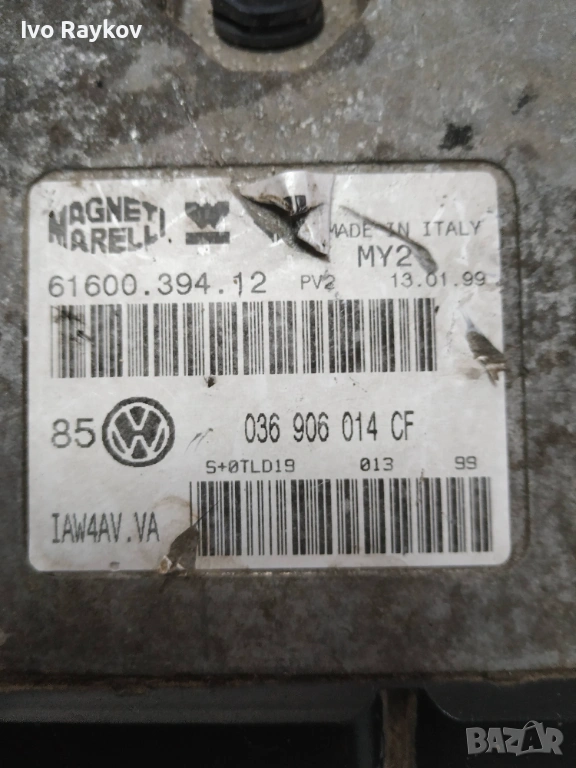 Ivo Raykov
MAGNETI
MARELLI
MADE IN ITALY
MY2
61600.394.12 PV2 13.01.99
85 036 906 014 CF
S+0TLD19 013 99
IAW4AV.VA
BAZAR